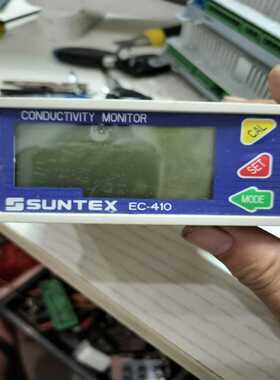 CONDUCTIVITY MONITOR
CAL
SET
MODE
SUNTEX EC-410